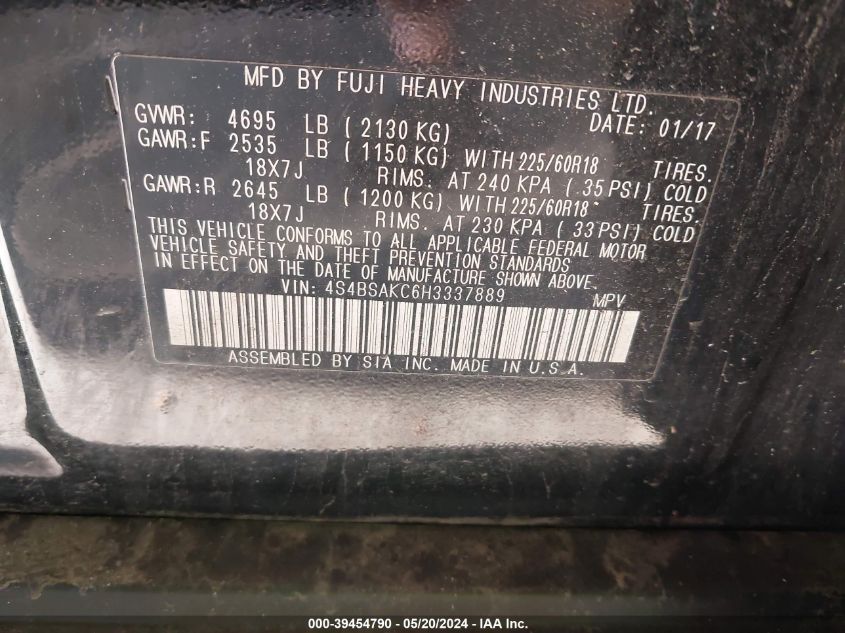 MFD BY FUJI HEAVY INDUSTRIES LTD.
GVWR: 4695 LB ( 2130 KG) DATE: 01/17
GAWR:F 2535 LB ( 1150 KG) WITH 225/60R18 TIRES.
18X7J RIMS. AT 240 KPA ( 35 PSI) COLD
GAWR:R 2645 LB ( 1200 KG) WITH 225/60R18 TIRES.
18X7J RIMS. AT 230 KPA ( 33 PSI) COLD
THIS VEHICLE CONFORMS TO ALL APPLICABLE FEDERAL MOTOR
VEHICLE SAFETY AND THEFT PREVENTION STANDARDS
IN EFFECT ON THE DATE OF MANUFACTURE SHOWN ABOVE.
VIN: 4S4BSAKC6H3337889 MPV
ASSEMBLED BY SIA INC. MADE IN U.S.A.
000-39454790 — 05/20/2024 — IAA Inc.